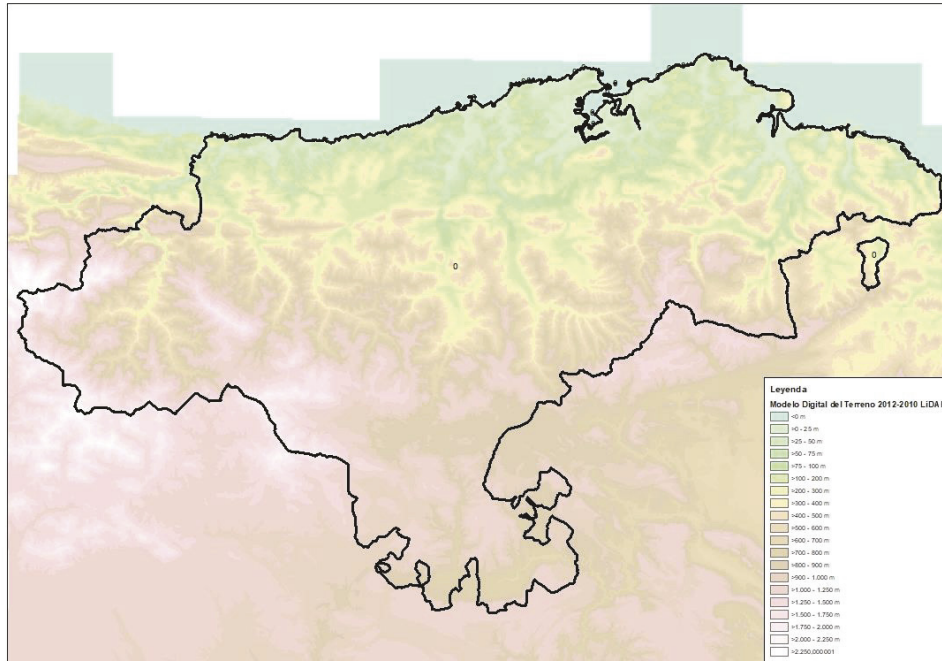 0
0
Leyenda
Modelo Digital del Terreno 2012-2010 LiDA
<0 m
>0 - 25 m
>25 - 50 m
>50 - 75 m
>75 - 100 m
>100 - 200 m
>200 - 300 m
>300 - 400 m
>400 - 500 m
>500 - 600 m
>600 - 700 m
>700 - 800 m
>800 - 900 m
>900 - 1.000 m
>1.000 - 1.250 m
>1.250 - 1.500 m
>1.500 - 1.750 m
>1.750 - 2.000 m
>2.000 - 2.250 m
>2.250,000001